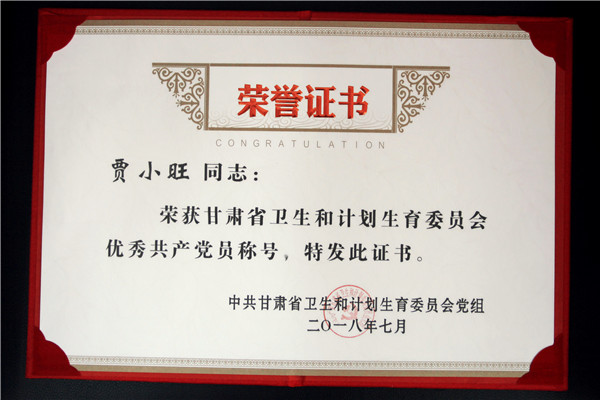 荣誉证书
CONGRATULATION
贾小旺 同志：
荣获甘肃省卫生和计划生育委员会
优秀共产党员称号，特发此证书。
中共甘肃省卫生和计划生育委员会党组
二〇一八年七月